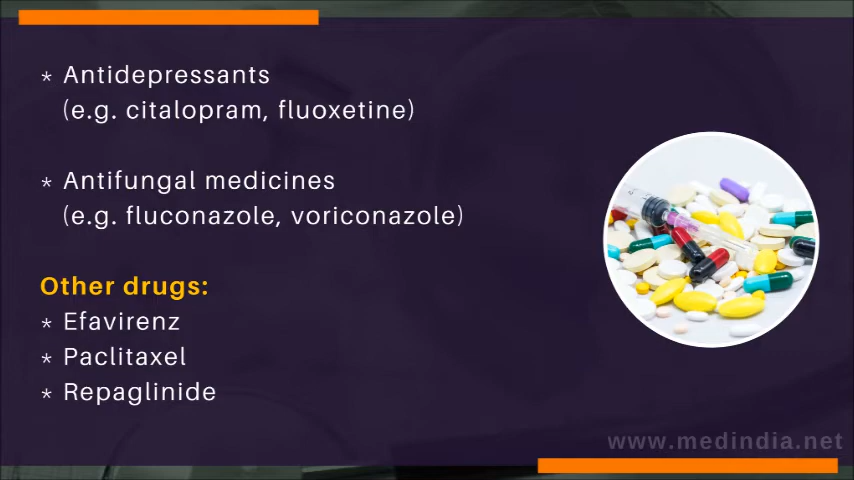 * Antidepressants
(e.g. citalopram, fluoxetine)
* Antifungal medicines
(e.g. fluconazole, voriconazole)
Other drugs:
* Efavirenz
* Paclitaxel
* Repaglinide
www.medindia.net